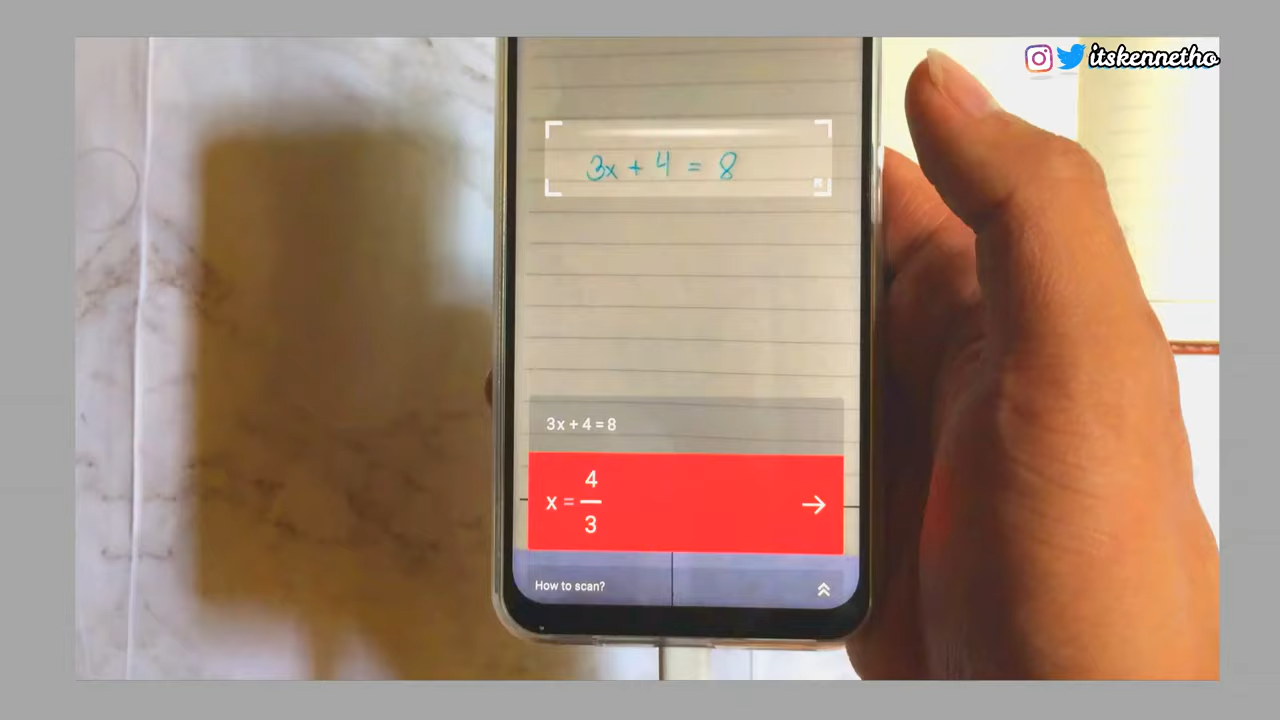 itskennetho
3x + 4 = 8
3x + 4 = 8
x = 4/3
How to scan?